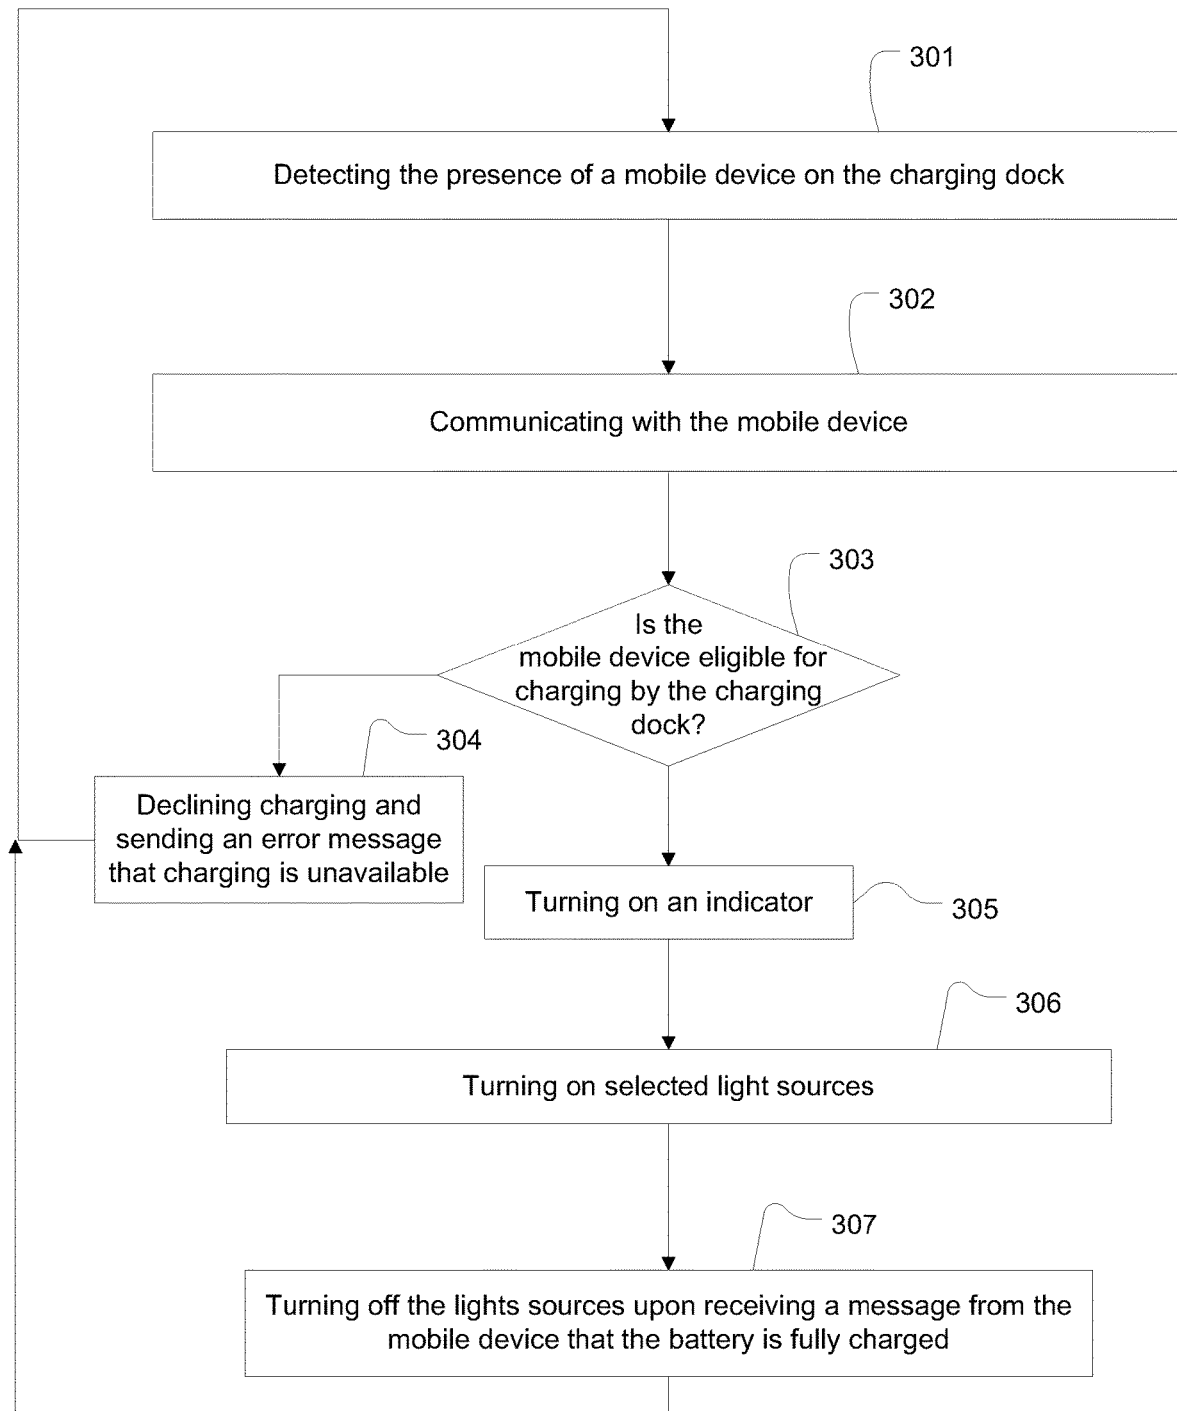 301
Detecting the presence of a mobile device on the charging dock
302
Communicating with the mobile device
303
Is the
mobile device eligible for
charging by the charging
dock?
304
Declining charging and
sending an error message
that charging is unavailable
Turning on an indicator
305
306
Turning on selected light sources
307
Turning off the lights sources upon receiving a message from the
mobile device that the battery is fully charged